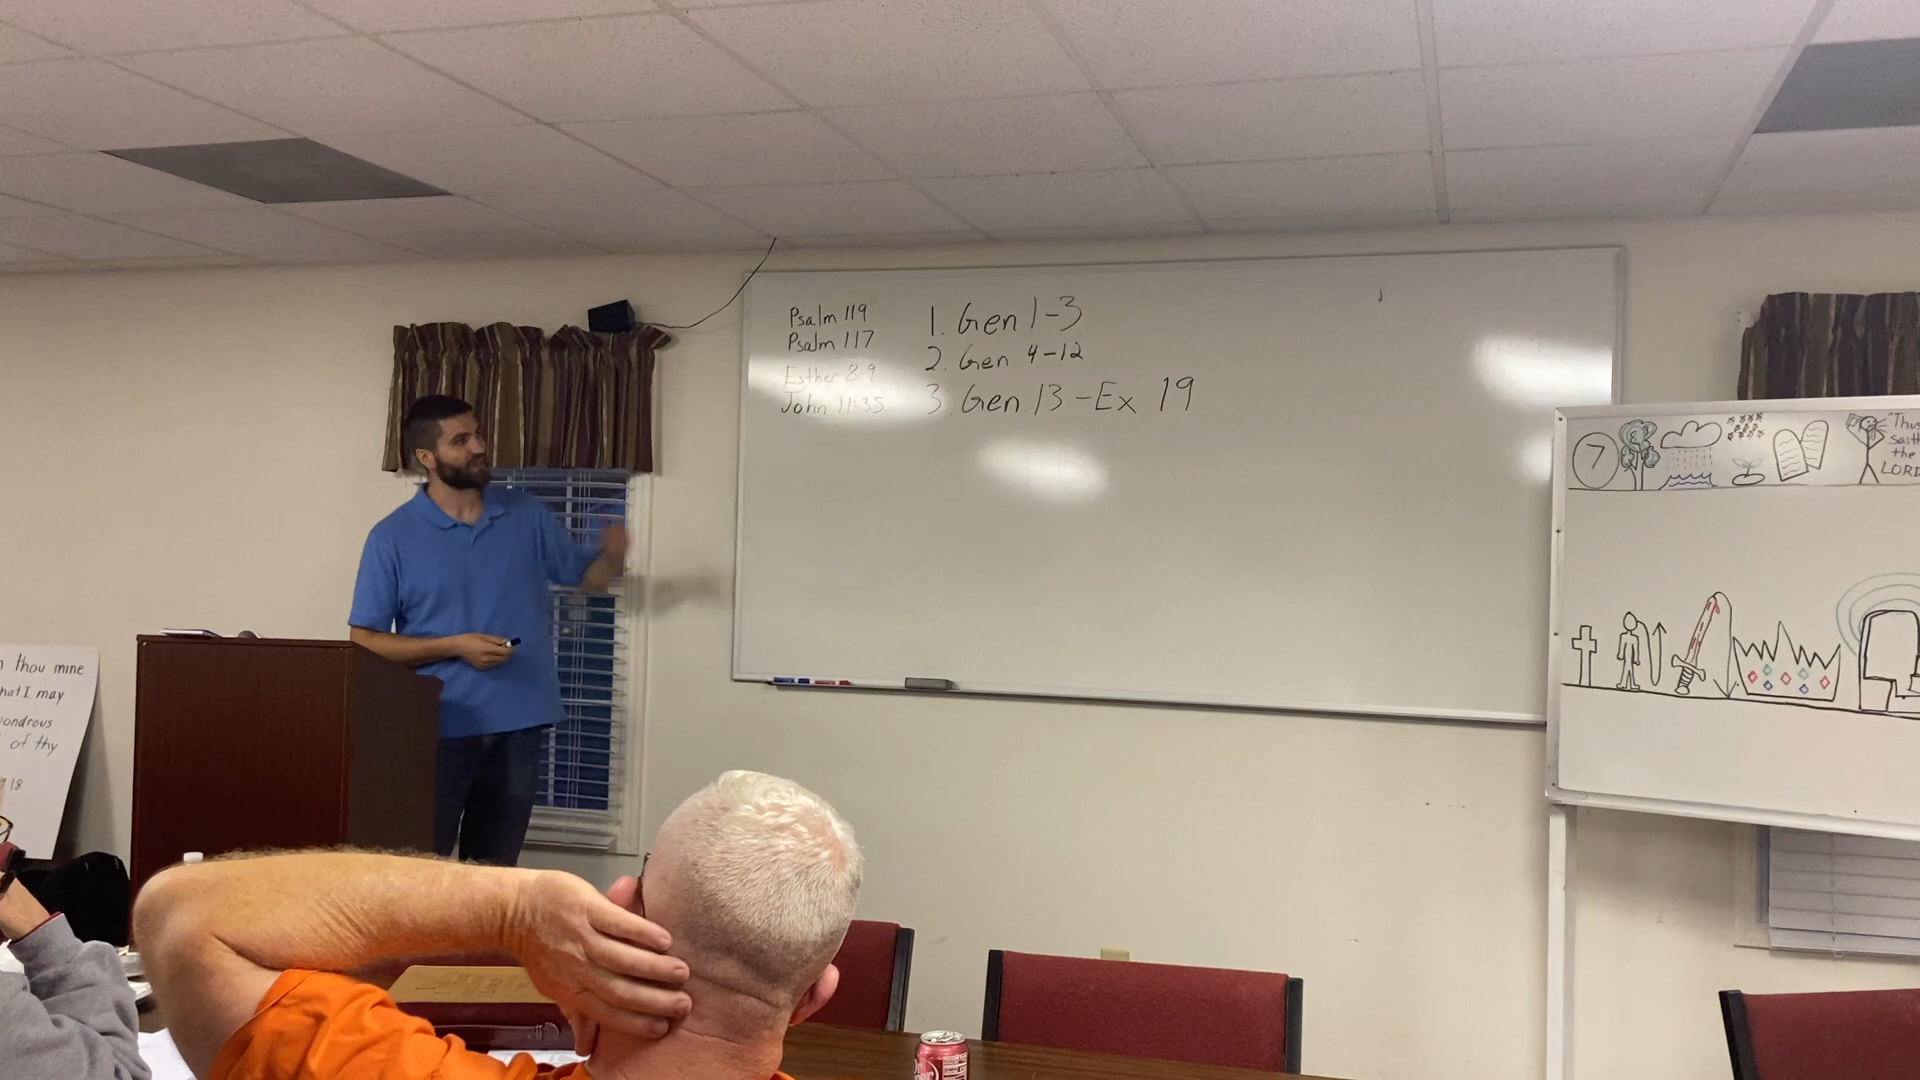 Psalm 119
Psalm 117
Esther 8:9
John 11:35
1. Gen 1-3
2. Gen 4-12
3. Gen 13-Ex 19
7
"Thus
saith
the
LORD
thou mine
hat I may
ondrous
of thy
18